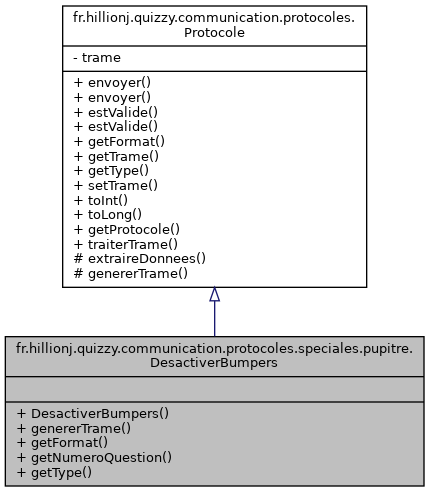 fr.hillionj.quizzy.communication.protocoles.
Protocole
- trame
+ envoyer()
+ envoyer()
+ estValide()
+ estValide()
+ getFormat()
+ getTrame()
+ getType()
+ setTrame()
+ toInt()
+ toLong()
+ getProtocole()
+ traiterTrame()
# extraireDonnees()
# genererTrame()
fr.hillionj.quizzy.communication.protocoles.speciales.pupitre.
DesactiverBumpers
+ DesactiverBumpers()
+ genererTrame()
+ getFormat()
+ getNumeroQuestion()
+ getType()